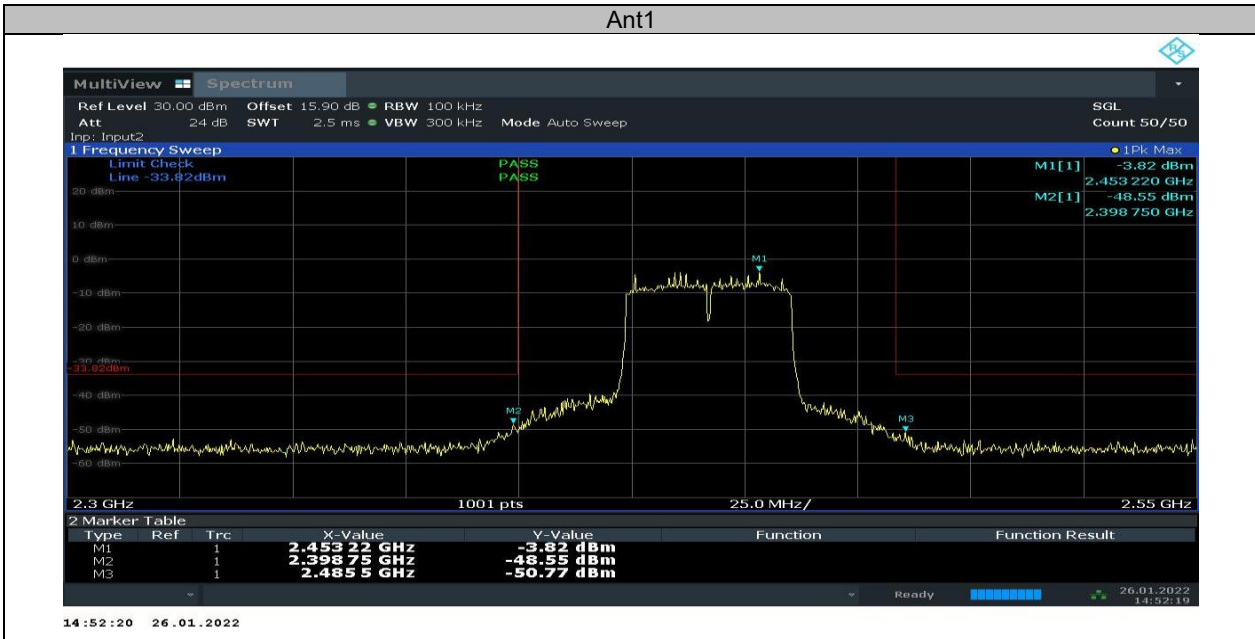 Ant1
R&S
MultiView Spectrum
Ref Level 30.00 dBm Offset 15.90 dB RBW 100 kHz SGL
Att 24 dB SWT 2.5 ms VBW 300 kHz Mode Auto Sweep Count 50/50
Inp: Input2
1 Frequency Sweep 1Pk Max
Limit Check PASS M1[1] -3.82 dBm
Line -33.82dBm PASS 2.453 220 GHz
20 dBm M2[1] -48.55 dBm
2.398 750 GHz
10 dBm
0 dBm M1
-10 dBm
-20 dBm
-30 dBm
-33.82dBm
-40 dBm
M2 M3
-50 dBm
-60 dBm
2.3 GHz 1001 pts 25.0 MHz/ 2.55 GHz
2 Marker Table
Type Ref Trc X-Value Y-Value Function Function Result
M1 1 2.453 22 GHz -3.82 dBm
M2 1 2.398 75 GHz -48.55 dBm
M3 1 2.485 5 GHz -50.77 dBm
Ready 26.01.2022
14:52:19
14:52:20 26.01.2022